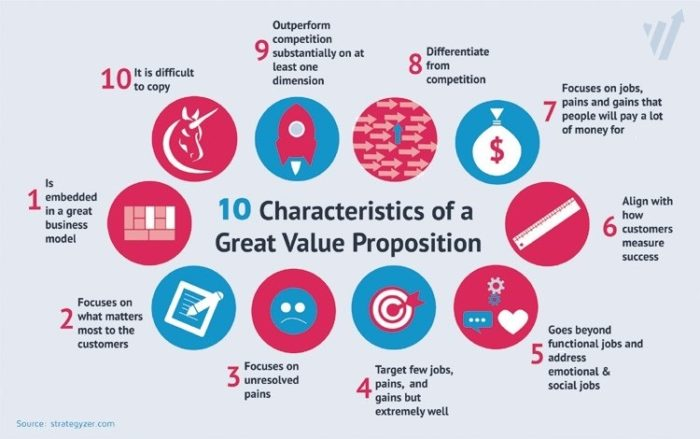 10 Characteristics of a
Great Value Proposition
1 Is
embedded
in a great
business
model
2 Focuses on
what matters
most to the
customers
3 Focuses on
unresolved
pains
4 Target few jobs,
pains, and
gains but
extremely well
5 Goes beyond
functional jobs and
address
emotional &
social jobs
6 Align with
how
customers
measure
success
7 Focuses on jobs,
pains and gains that
people will pay a lot
of money for
$
8 Differentiate
from
competition
9 Outperform
competition
substantially on at
least one
dimension
10 It is difficult
to copy
Source: strategyzer.com